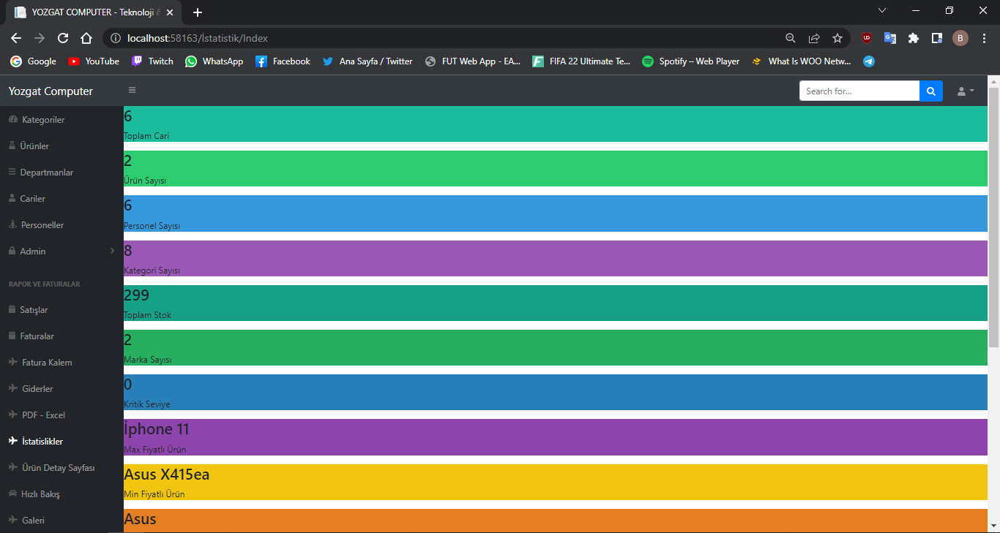 YOZGAT COMPUTER - Teknoloji &
localhost:58163/İstatistik/Index
B
Google
YouTube
Twitch
WhatsApp
Facebook
Ana Sayfa / Twitter
FUT Web App - EA...
FIFA 22 Ultimate Te...
Spotify – Web Player
What Is WOO Netw...
Yozgat Computer
Search for...
Kategoriler
Ürünler
Departmanlar
Cariler
Personeller
Admin
RAPOR VE FATURALAR
Satışlar
Faturalar
Fatura Kalem
Giderler
PDF - Excel
İstatislikler
Ürün Detay Sayfası
Hızlı Bakış
Galeri
6
Toplam Cari
2
Ürün Sayısı
6
Personel Sayısı
8
Kategori Sayısı
299
Toplam Stok
2
Marka Sayısı
0
Kritik Seviye
İphone 11
Max Fiyatlı Ürün
Asus X415ea
Min Fiyatlı Ürün
Asus